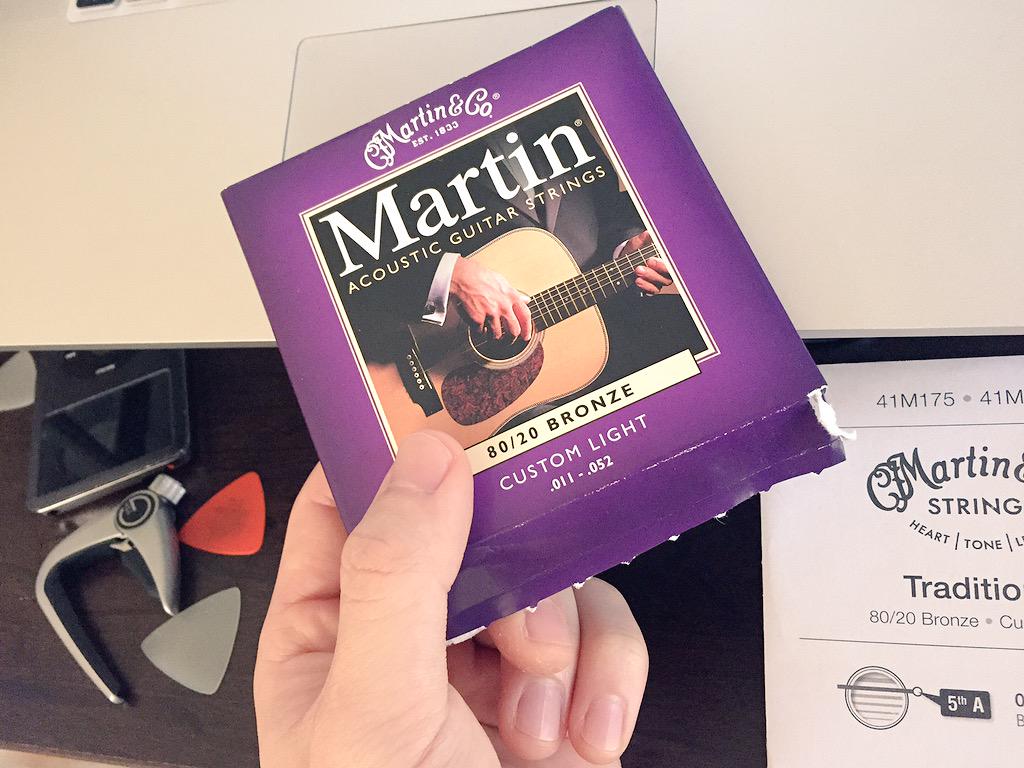 Martin & Co.®
EST. 1833
Martin®
ACOUSTIC GUITAR STRINGS
80/20 BRONZE
CUSTOM LIGHT
.011 - .052
41M175 • 41M
Martin &
STRING
HEART | TONE |
Traditio
80/20 Bronze • Cu
5th A